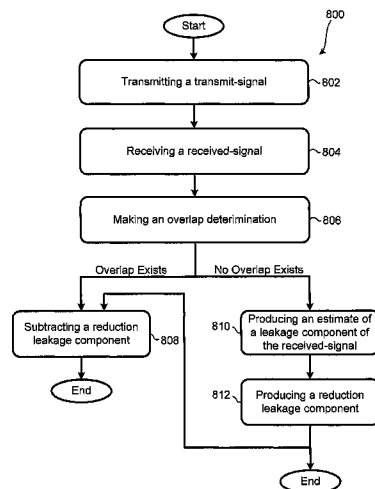 800
Start
Transmitting a transmit-signal
802
Receiving a received-signal
804
Making an overlap determirination
806
Overlap Exists
No Overlap Exists
Subtracting a reduction
leakage component
808
810
Producing an estimate of
a leakage component of
the received-signal
End
812
Producing a reduction
leakage component
End